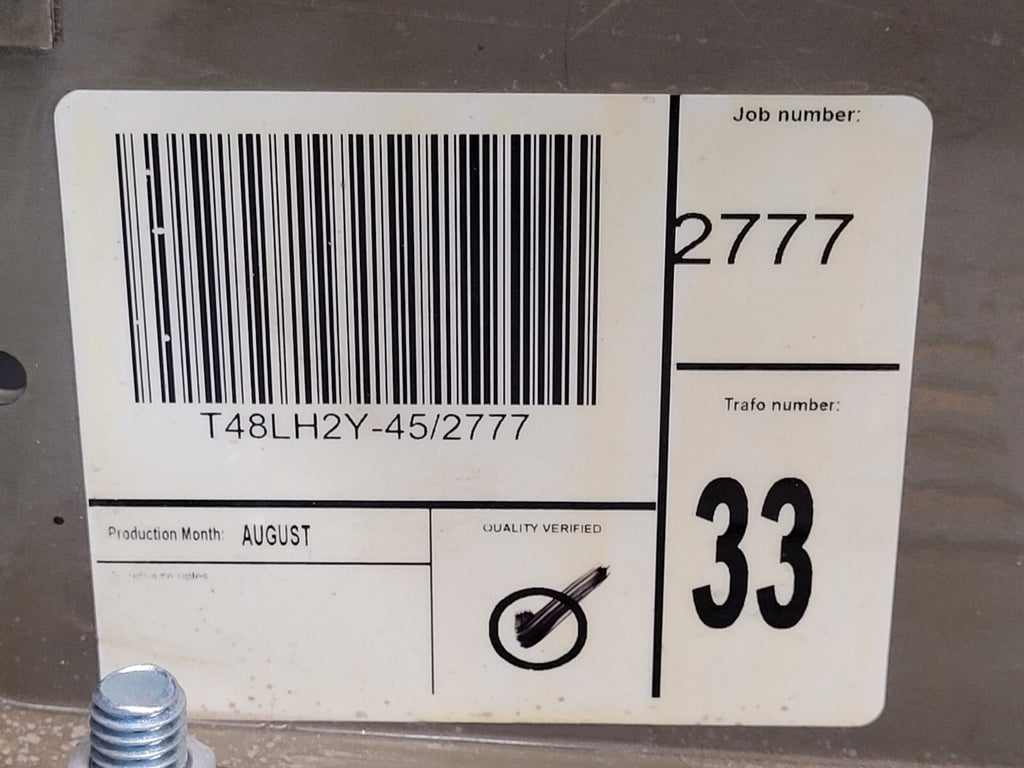 T48LH2Y-45/2777
Job number:
2777
Trafo number:
33
Production Month: AUGUST
QUALITY VERIFIED